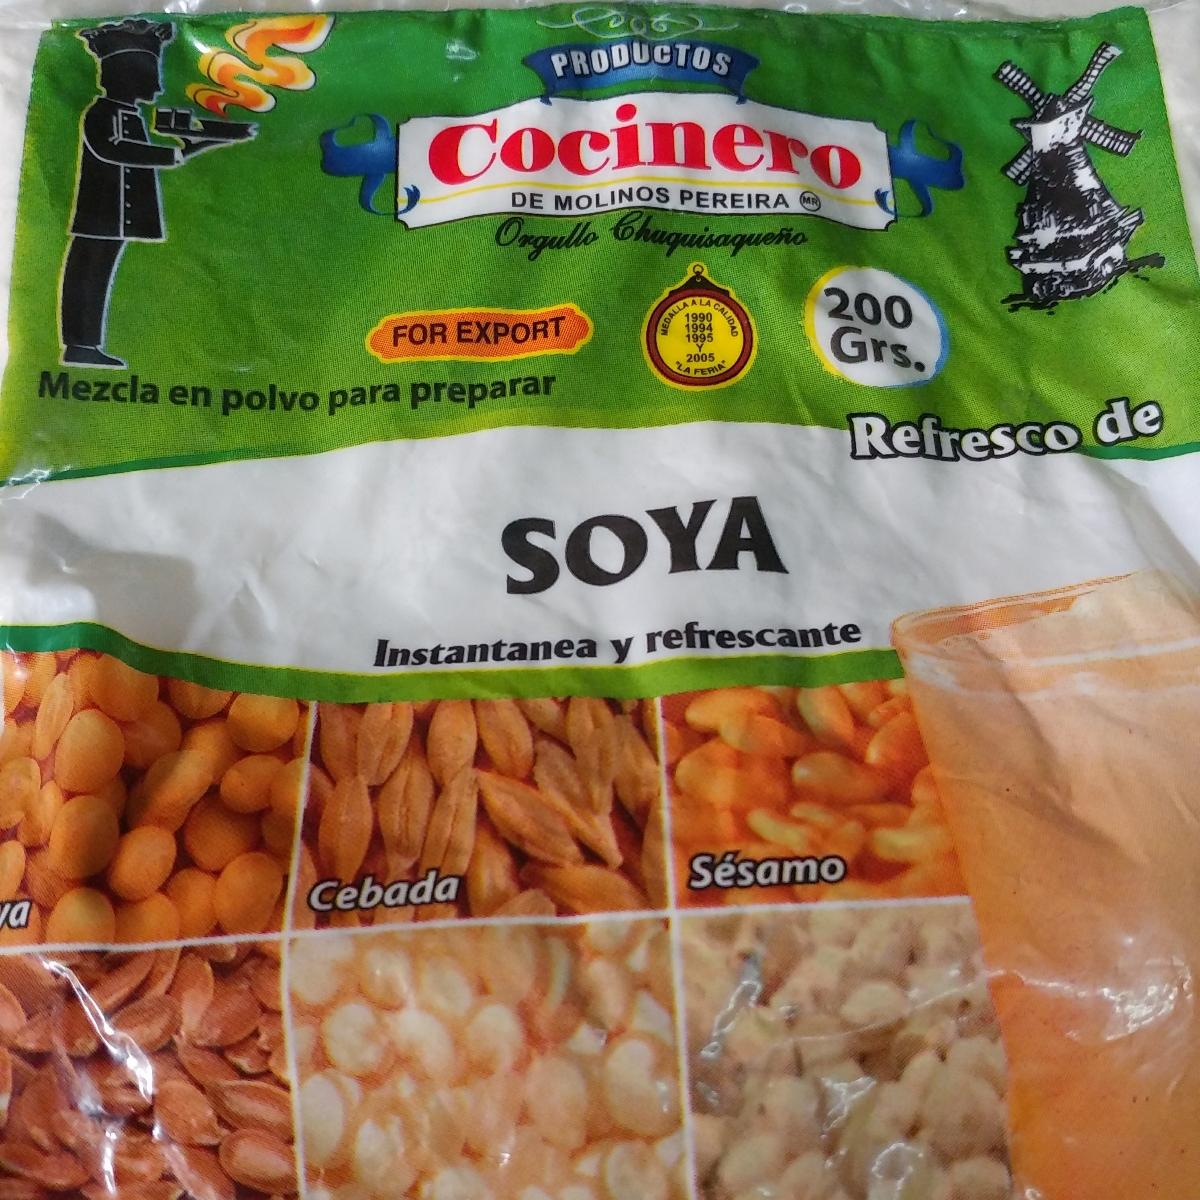 PRODUCTOS
Cocinero
DE MOLINOS PEREIRA MR
Orgullo Chuquisaqueño
FOR EXPORT
MEDALLA A LA CALIDAD
1990
1994
1995
Y
2005
"LA FERIA"
200
Grs.
Mezcla en polvo para preparar
Refresco de
SOYA
Instantanea y refrescante
ya
Cebada
Sésamo